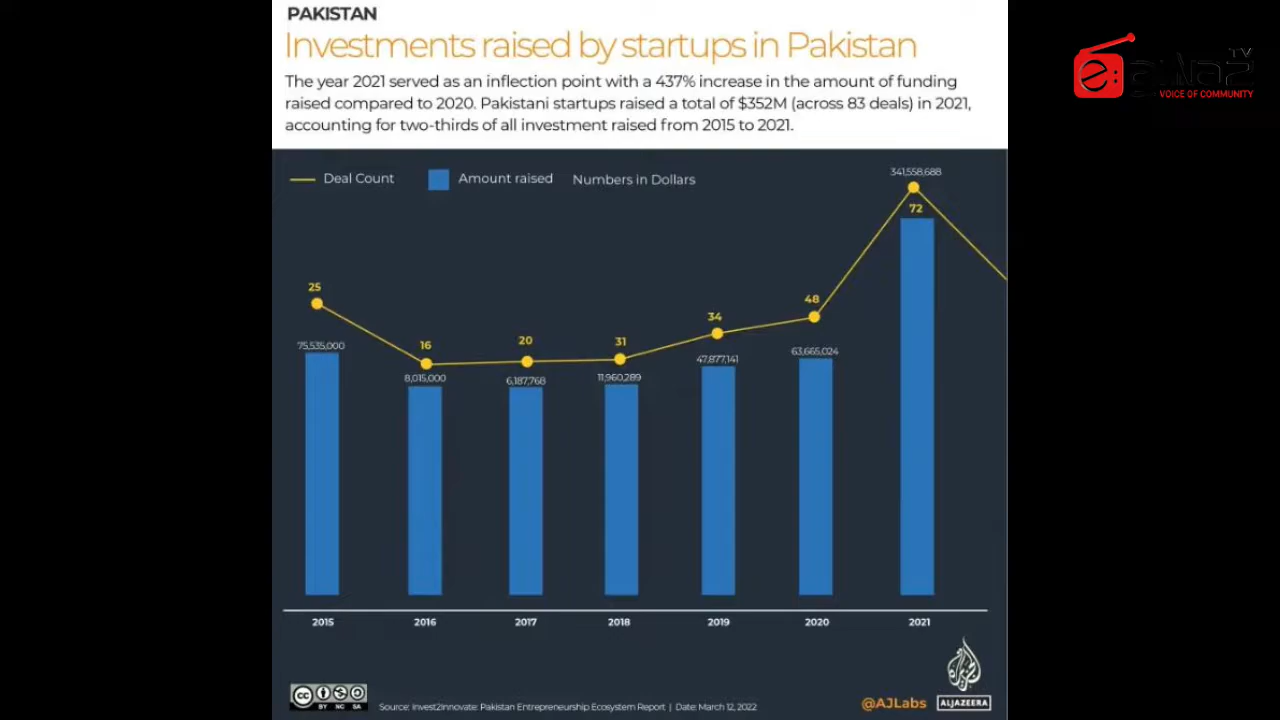 PAKISTAN
Investments raised by startups in Pakistan
The year 2021 served as an inflection point with a 437% increase in the amount of funding
raised compared to 2020. Pakistani startups raised a total of $352M (across 83 deals) in 2021,
accounting for two-thirds of all investment raised from 2015 to 2021.
TV
VOICE OF COMMUNITY
Deal Count Amount raised Numbers in Dollars
341,558,688
72
25
48
34
16
20
31
75,535,000
8,015,000
6,187,768
11,960,289
47,877,141
63,665,024
2015 2016 2017 2018 2019 2020 2021
CC BY NC SA
Source: Invest2Innovate: Pakistan Entrepreneurship Ecosystem Report | Date: March 12, 2022
@AJLabs
ALJAZEERA